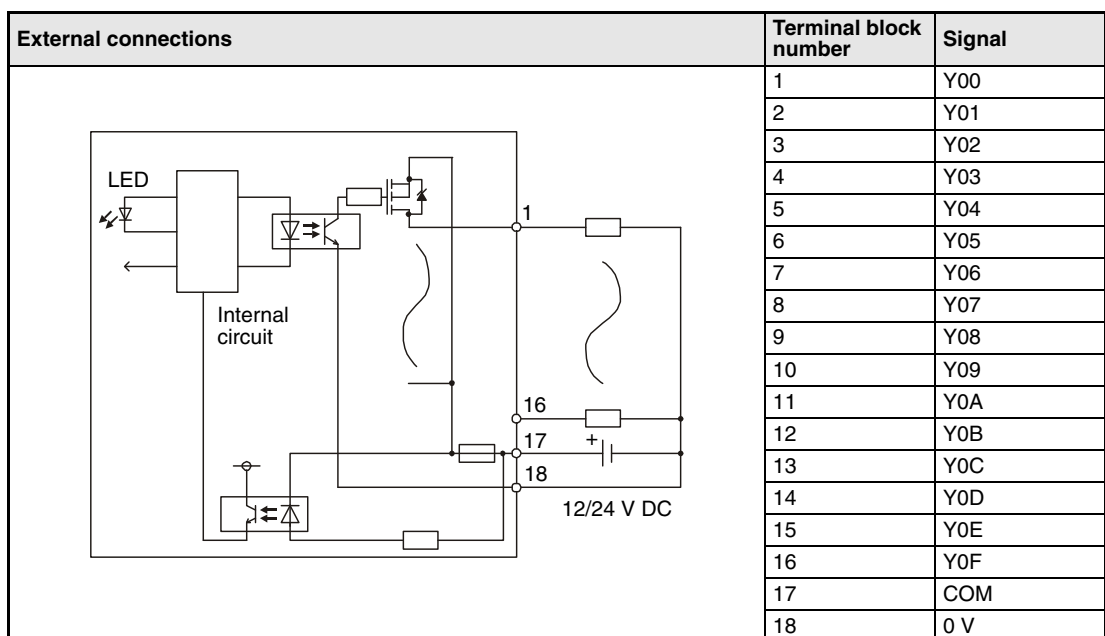 External connections
Terminal block number
Signal
LED
Internal circuit
1
16
17
+
18
12/24 V DC
1 Y00
2 Y01
3 Y02
4 Y03
5 Y04
6 Y05
7 Y06
8 Y07
9 Y08
10 Y09
11 Y0A
12 Y0B
13 Y0C
14 Y0D
15 Y0E
16 Y0F
17 COM
18 0 V